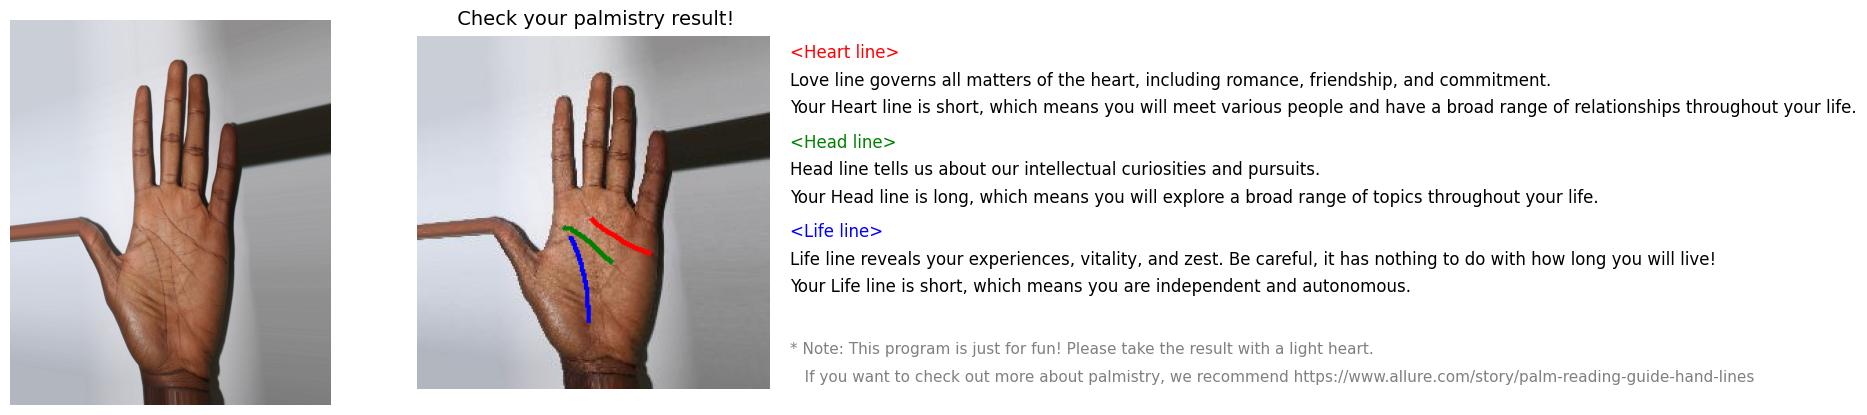 Check your palmistry result!
<Heart line>
Love line governs all matters of the heart, including romance, friendship, and commitment.
Your Heart line is short, which means you will meet various people and have a broad range of relationships throughout your life.
<Head line>
Head line tells us about our intellectual curiosities and pursuits.
Your Head line is long, which means you will explore a broad range of topics throughout your life.
<Life line>
Life line reveals your experiences, vitality, and zest. Be careful, it has nothing to do with how long you will live!
Your Life line is short, which means you are independent and autonomous.
* Note: This program is just for fun! Please take the result with a light heart.
If you want to check out more about palmistry, we recommend https://www.allure.com/story/palm-reading-guide-hand-lines